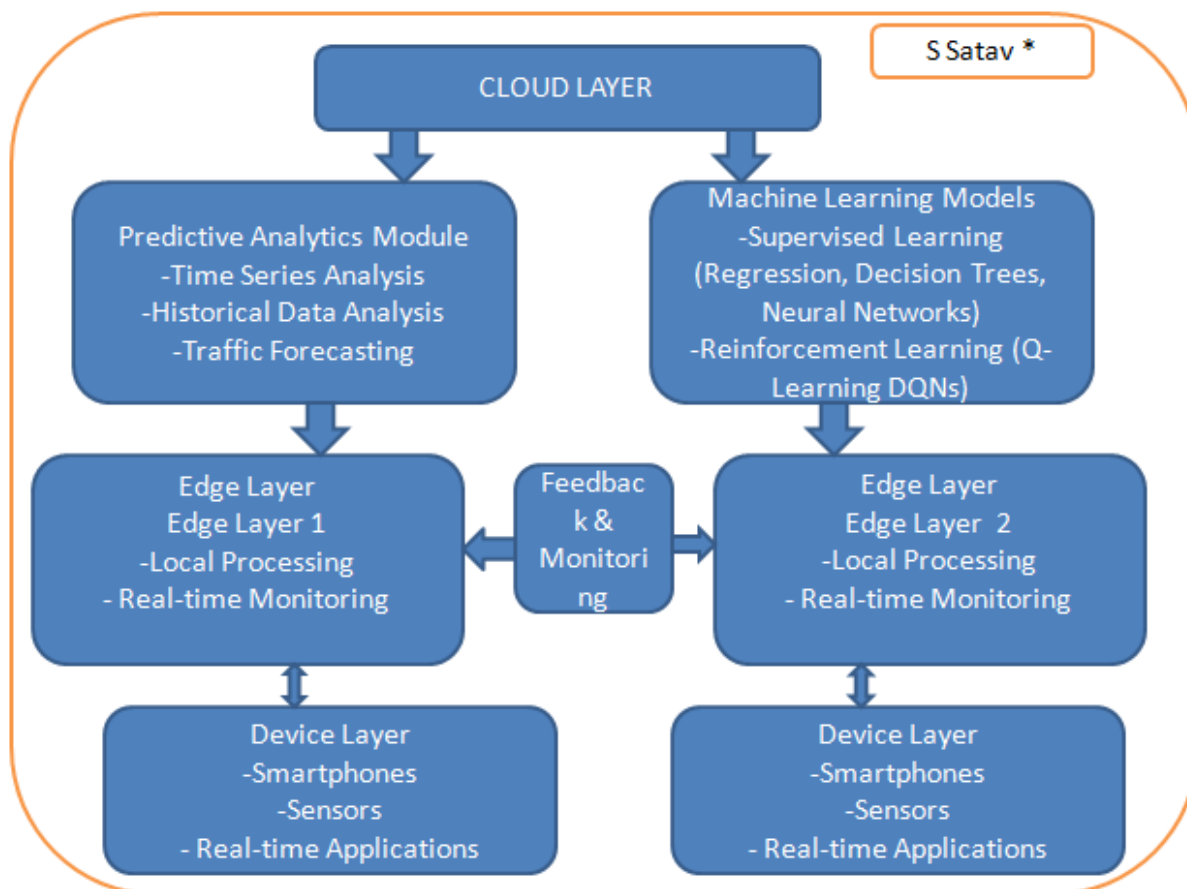 S Satav *
CLOUD LAYER
Predictive Analytics Module
-Time Series Analysis
-Historical Data Analysis
-Traffic Forecasting
Machine Learning Models
-Supervised Learning
(Regression, Decision Trees,
Neural Networks)
-Reinforcement Learning (Q-
Learning DQNs)
Edge Layer
Edge Layer 1
-Local Processing
- Real-time Monitoring
Feedbac
k &
Monitori
ng
Edge Layer
Edge Layer  2
-Local Processing
- Real-time Monitoring
Device Layer
-Smartphones
-Sensors
- Real-time Applications
Device Layer
-Smartphones
-Sensors
- Real-time Applications